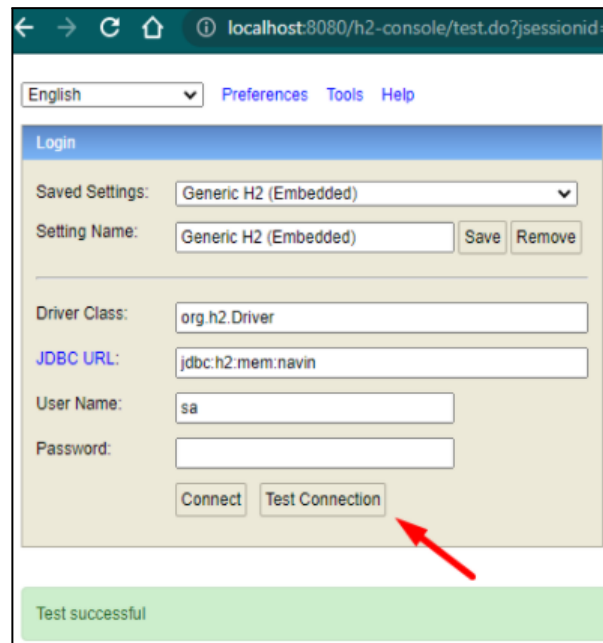 localhost:8080/h2-console/test.do?jsessionid=
English Preferences Tools Help
Login
Saved Settings: Generic H2 (Embedded)
Setting Name: Generic H2 (Embedded) Save Remove
Driver Class: org.h2.Driver
JDBC URL: jdbc:h2:mem:navin
User Name: sa
Password:
Connect Test Connection
Test successful